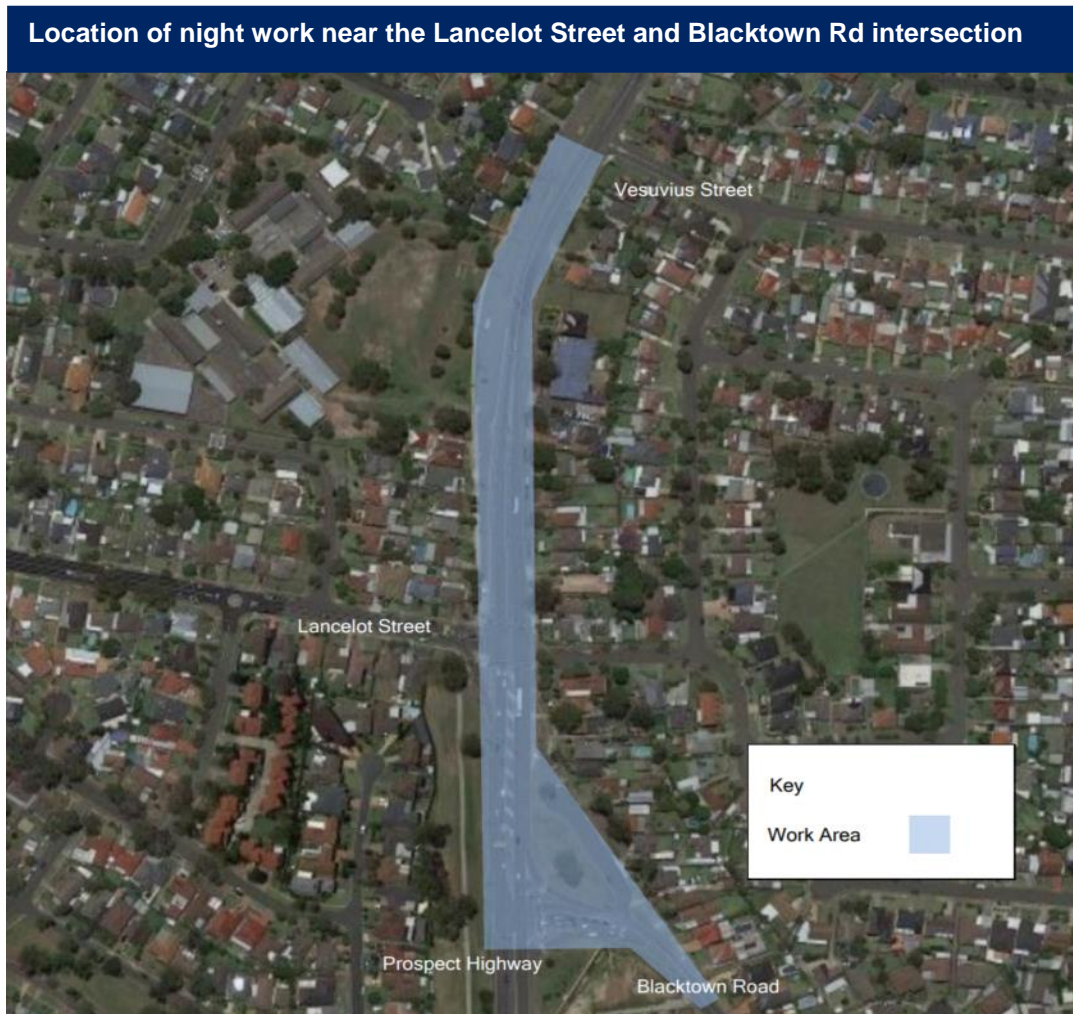 Location of night work near the Lancelot Street and Blacktown Rd intersection
Vesuvius Street
Lancelot Street
Key
Work Area
Prospect Highway
Blacktown Road